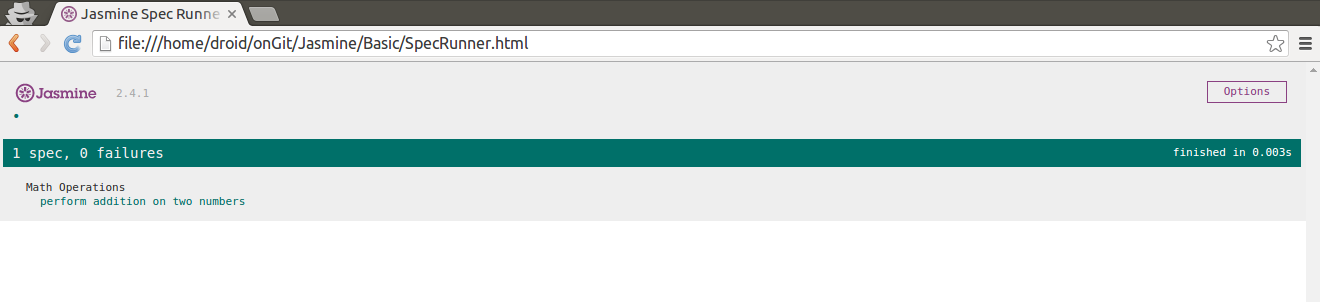 Jasmine Spec Runne
file:///home/droid/onGit/Jasmine/Basic/SpecRunner.html
Jasmine 2.4.1
Options
•
1 spec, 0 failures
finished in 0.003s
Math Operations
perform addition on two numbers